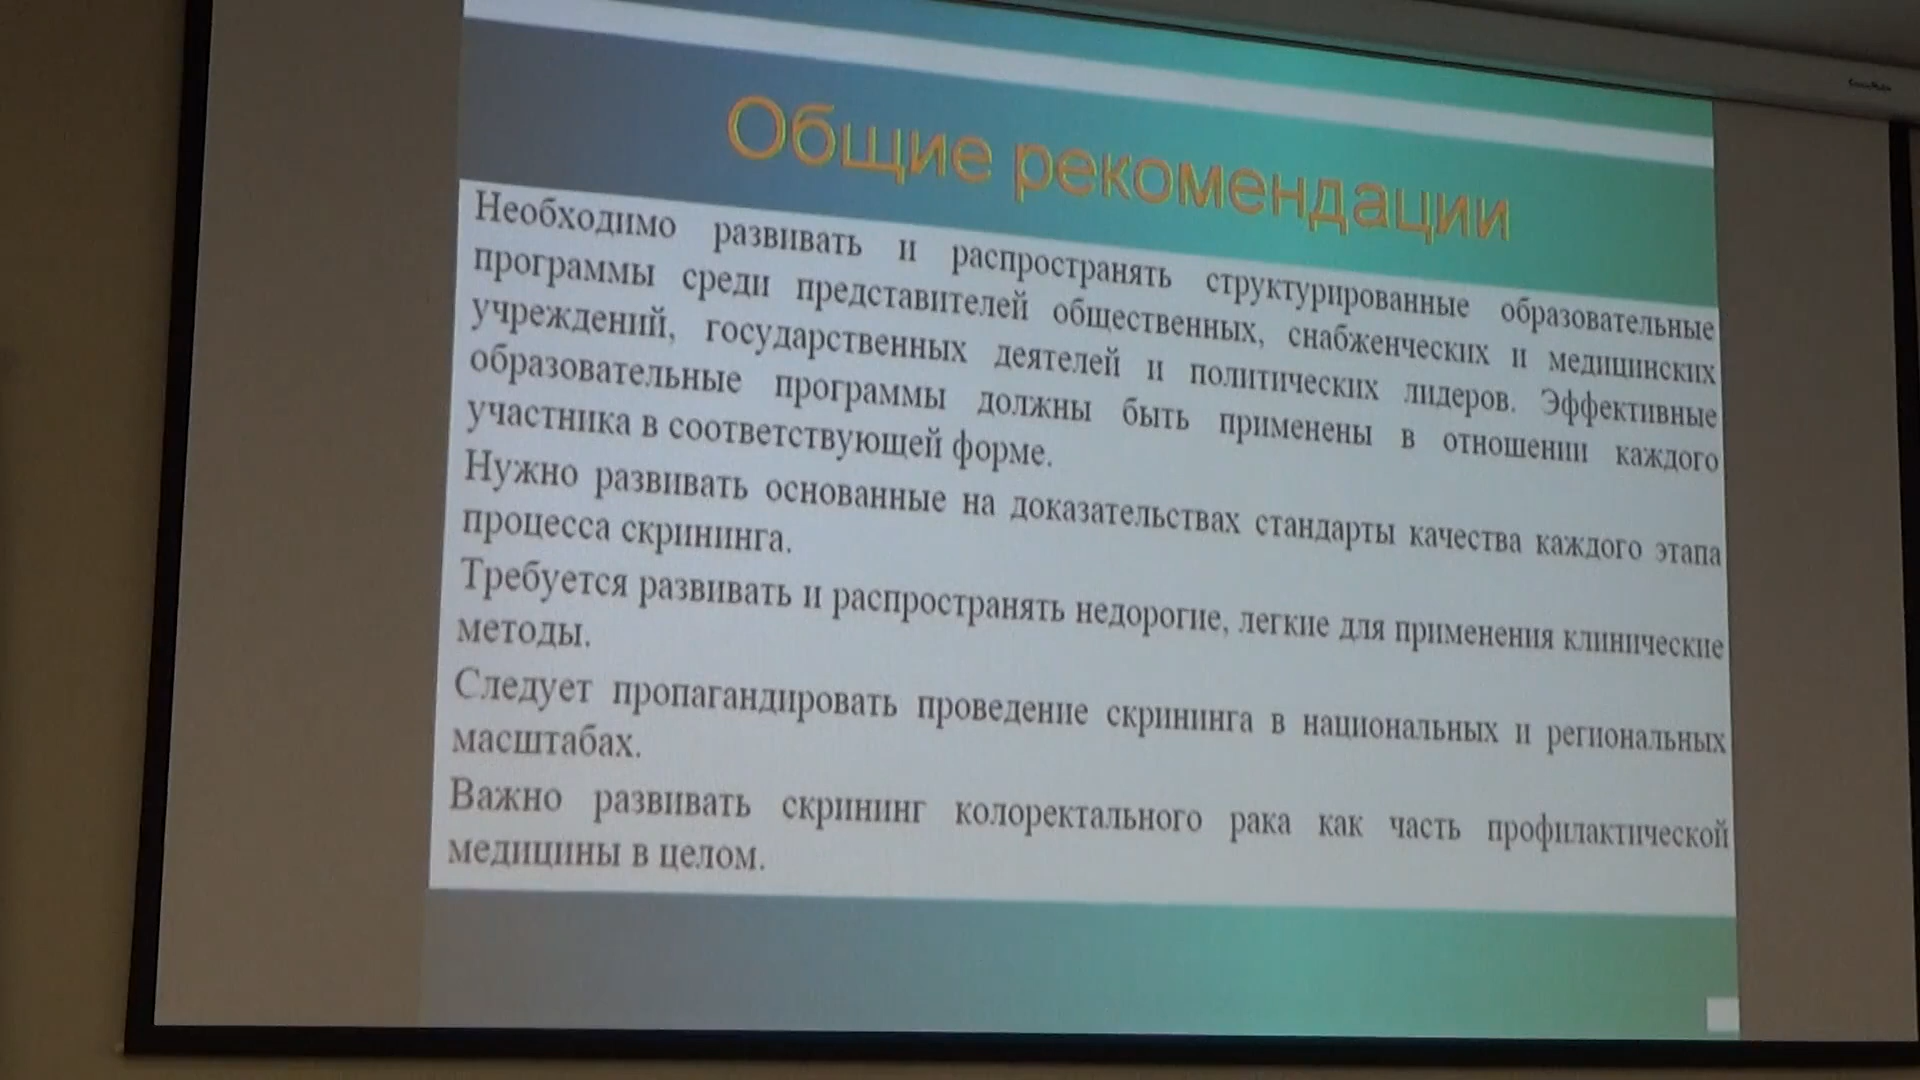 Общие рекомендации
Необходимо развивать и распространять структурированные образовательные
программы среди представителей общественных, снабженческих и медицинских
учреждений, государственных деятелей и политических лидеров. Эффективные
образовательные программы должны быть применены в отношении каждого
участника в соответствующей форме.
Нужно развивать основанные на доказательствах стандарты качества каждого этапа
процесса скрининга.
Требуется развивать и распространять недорогие, легкие для применения клинические
методы.
Следует пропагандировать проведение скрининга в национальных и региональных
масштабах.
Важно развивать скрининг колоректального рака как часть профилактической
медицины в целом.